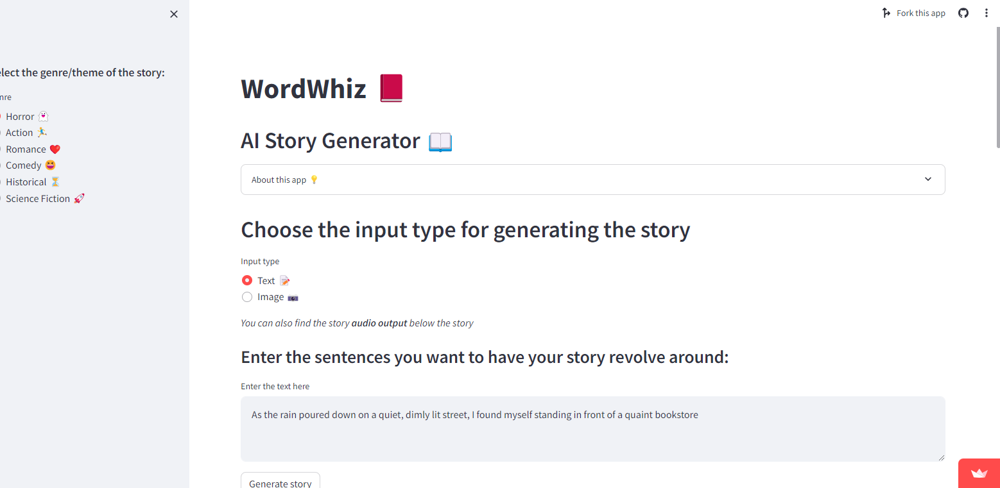 Fork this app
elect the genre/theme of the story:
nre
Horror 👻
Action 🏃‍♂️
Romance ❤️
Comedy 😆
Historical ⏳
Science Fiction 🚀
WordWhiz 📕
AI Story Generator 📖
About this app 💡
Choose the input type for generating the story
Input type
Text 📝
Image 📷
You can also find the story audio output below the story
Enter the sentences you want to have your story revolve around:
Enter the text here
As the rain poured down on a quiet, dimly lit street, I found myself standing in front of a quaint bookstore
Generate story